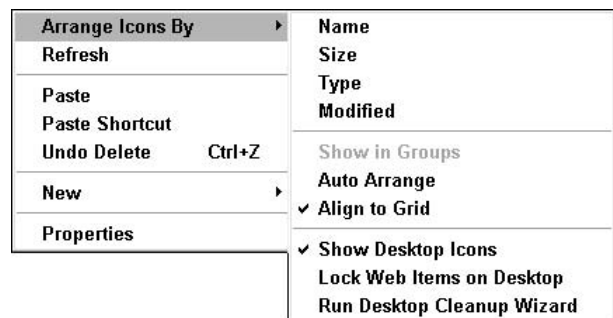 Arrange Icons By
Refresh
Paste
Paste Shortcut
Undo Delete Ctrl+Z
New
Properties
Name
Size
Type
Modified
Show in Groups
Auto Arrange
Align to Grid
Show Desktop Icons
Lock Web Items on Desktop
Run Desktop Cleanup Wizard